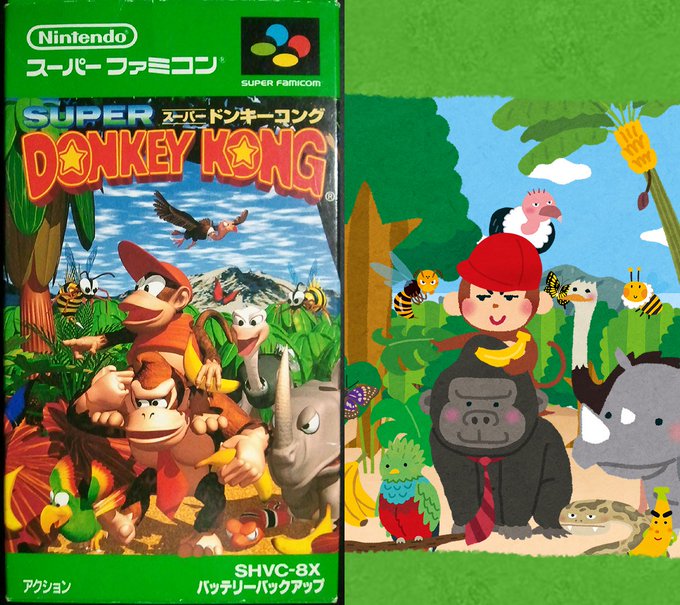 Nintendo®
スーパーファミコン®
SUPER FAMICOM
SUPER スーパードンキーコング
DONKEY KONG®
SHVC-8X
アクション バッテリーバックアップ